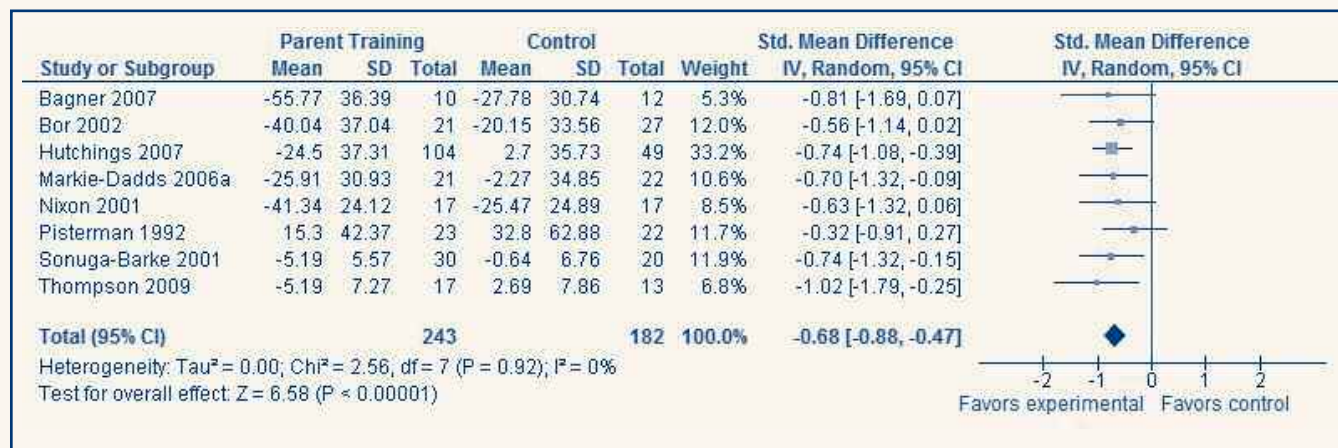 Parent Training Control Std. Mean Difference Std. Mean Difference
Study or Subgroup Mean SD Total Mean SD Total Weight IV, Random, 95% CI IV, Random, 95% CI
Bagner 2007 -55.77 36.39 10 -27.78 30.74 12 5.3% -0.81 [-1.69, 0.07]
Bor 2002 -40.04 37.04 21 -20.15 33.56 27 12.0% -0.56 [-1.14, 0.02]
Hutchings 2007 -24.5 37.31 104 2.7 35.73 49 33.2% -0.74 [-1.08, -0.39]
Markie-Dadds 2006a -25.91 30.93 21 -2.27 34.85 22 10.6% -0.70 [-1.32, -0.09]
Nixon 2001 -41.34 24.12 17 -25.47 24.89 17 8.5% -0.63 [-1.32, 0.06]
Pisterman 1992 15.3 42.37 23 32.8 62.88 22 11.7% -0.32 [-0.91, 0.27]
Sonuga-Barke 2001 -5.19 5.57 30 -0.64 6.76 20 11.9% -0.74 [-1.32, -0.15]
Thompson 2009 -5.19 7.27 17 2.69 7.86 13 6.8% -1.02 [-1.79, -0.25]
Total (95% CI) 243 182 100.0% -0.68 [-0.88, -0.47]
Heterogeneity: Tau² = 0.00; Chi² = 2.56, df = 7 (P = 0.92); I² = 0%
Test for overall effect: Z = 6.58 (P < 0.00001)
-2 -1 0 1 2
Favors experimental Favors control